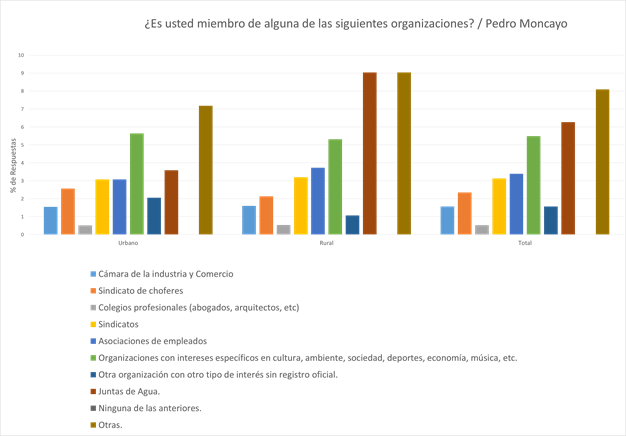 ¿Es usted miembro de alguna de las siguientes organizaciones? / Pedro Moncayo
10
9
8
7
6
5
4
3
2
1
0
% de Respuestas
Urbano
Rural
Total
Cámara de la industria y Comercio
Sindicato de choferes
Colegios profesionales (abogados, arquitectos, etc)
Sindicatos
Asociaciones de empleados
Organizaciones con intereses específicos en cultura, ambiente, sociedad, deportes, economía, música, etc.
Otra organización con otro tipo de interés sin registro oficial.
Juntas de Agua.
Ninguna de las anteriores.
Otras.